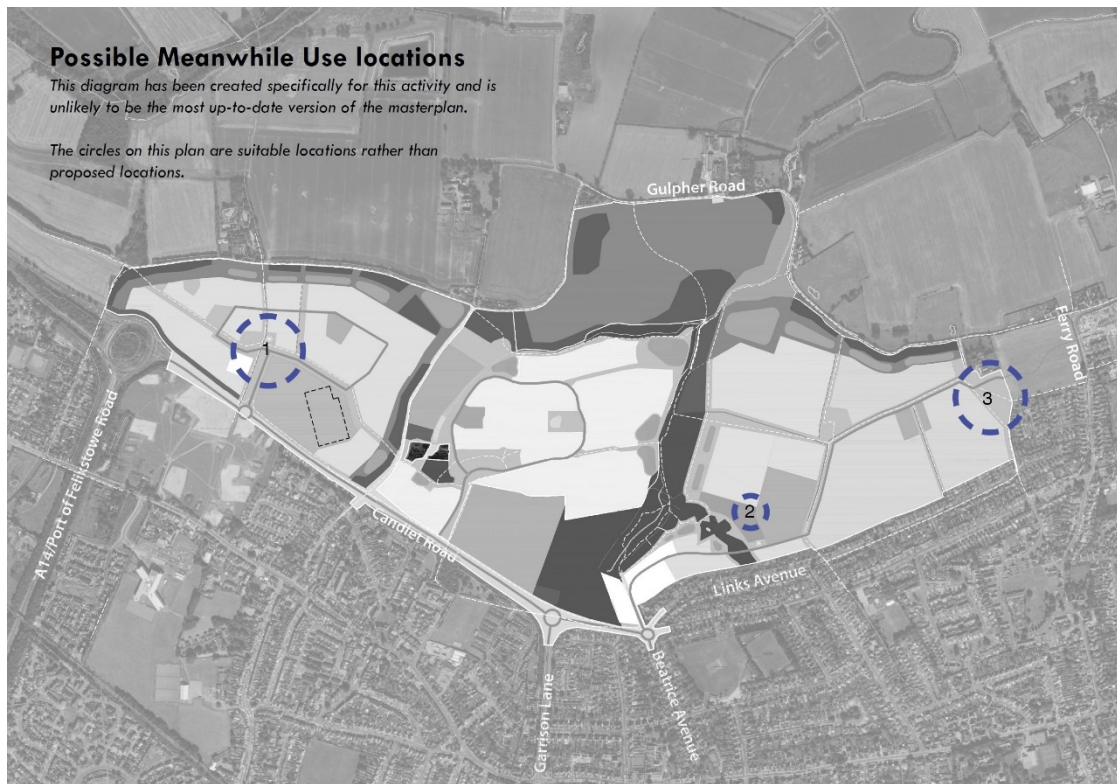 Possible Meanwhile Use locations
This diagram has been created specifically for this activity and is
unlikely to be the most up-to-date version of the masterplan.
The circles on this plan are suitable locations rather than
proposed locations.
Gulpher Road
Ferry Road
1
3
A14/Port of Felixstowe Road
2
Candlet Road
Links Avenue
Beatrice Avenue
Garrison Lane